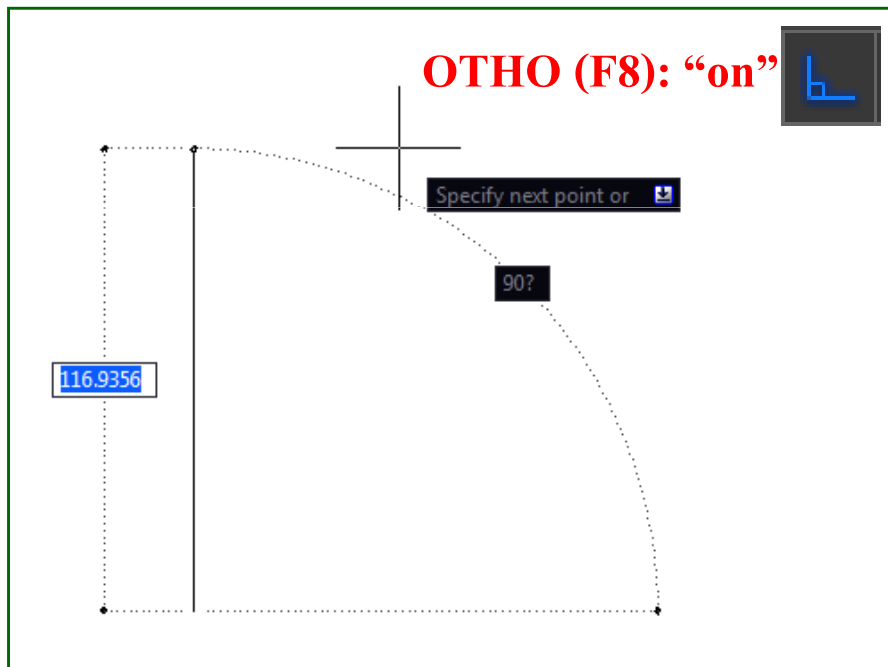 OTHO (F8): “on”
Specify next point or
90?
116.9356